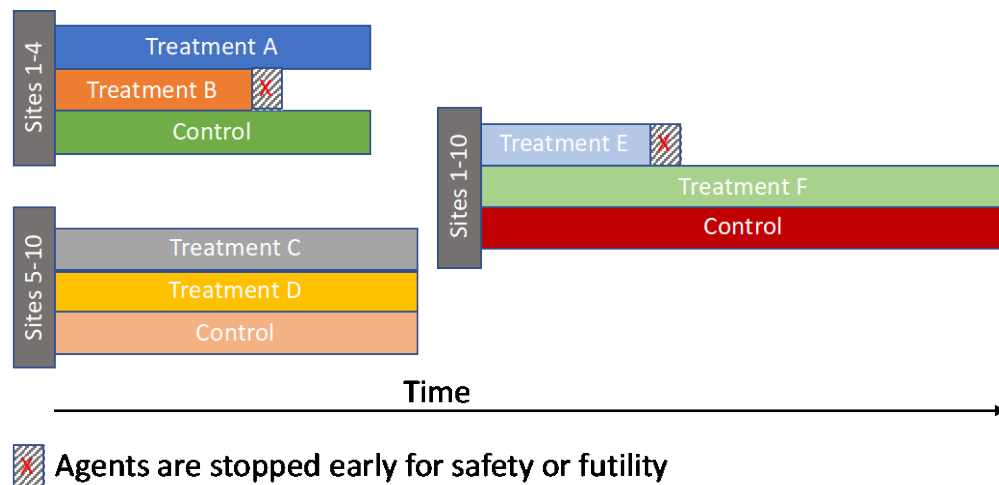 Sites 1-4
Treatment A
Treatment B
X
Control
Sites 5-10
Treatment C
Treatment D
Control
Sites 1-10
Treatment E
X
Treatment F
Control
Time
X Agents are stopped early for safety or futility